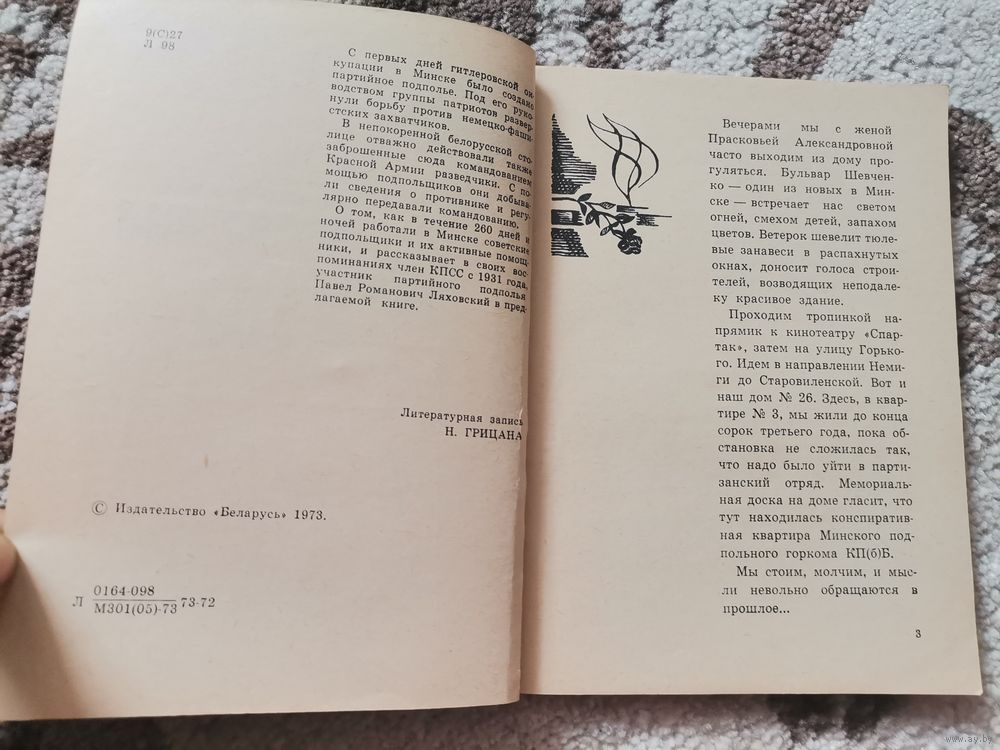 9(С)27
Л 98
С первых дней гитлеровской ок-
купации в Минске было создано
партийное подполье. Под его руко-
водством группы патриотов развер-
нули борьбу против немецко-фаши-
стских захватчиков.
В непокоренной белорусской сто-
лице отважно действовали также
заброшенные сюда командованием
Красной Армии разведчики. С по-
мощью подпольщиков они добыва-
ли сведения о противнике и регу-
лярно передавали командованию.
О том, как в течение 260 дней и
ночей работали в Минске советские
подпольщики и их активные помощ-
ники, и рассказывает в своих вос-
поминаниях член КПСС с 1931 года,
участник партийного подполья
Павел Романович Ляховский в пред-
лагаемой книге.
Литературная запись
Н. ГРИЦАНА
© Издательство «Беларусь» 1973.
Л 0164-098 73-72
М301(05)-73
Вечерами мы с женой
Прасковьей Александровной
часто выходим из дому про-
гуляться. Бульвар Шевчен-
ко — один из новых в Мин-
ске — встречает нас светом
огней, смехом детей, запахом
цветов. Ветерок шевелит тюле-
вые занавеси в распахнутых
окнах, доносит голоса строи-
телей, возводящих неподале-
ку красивое здание.
Проходим тропинкой на-
прямик к кинотеатру «Спар-
так», затем на улицу Горько-
го. Идем в направлении Неми-
ги до Старовиленской. Вот и
наш дом № 26. Здесь, в квар-
тире № 3, мы жили до конца
сорок третьего года, пока об-
становка не сложилась так,
что надо было уйти в парти-
занский отряд. Мемориаль-
ная доска на доме гласит, что
тут находилась конспиратив-
ная квартира Минского под-
польного горкома КП(б)Б.
Мы стоим, молчим, и мыс-
ли невольно обращаются в
прошлое...
3
www.ay.by